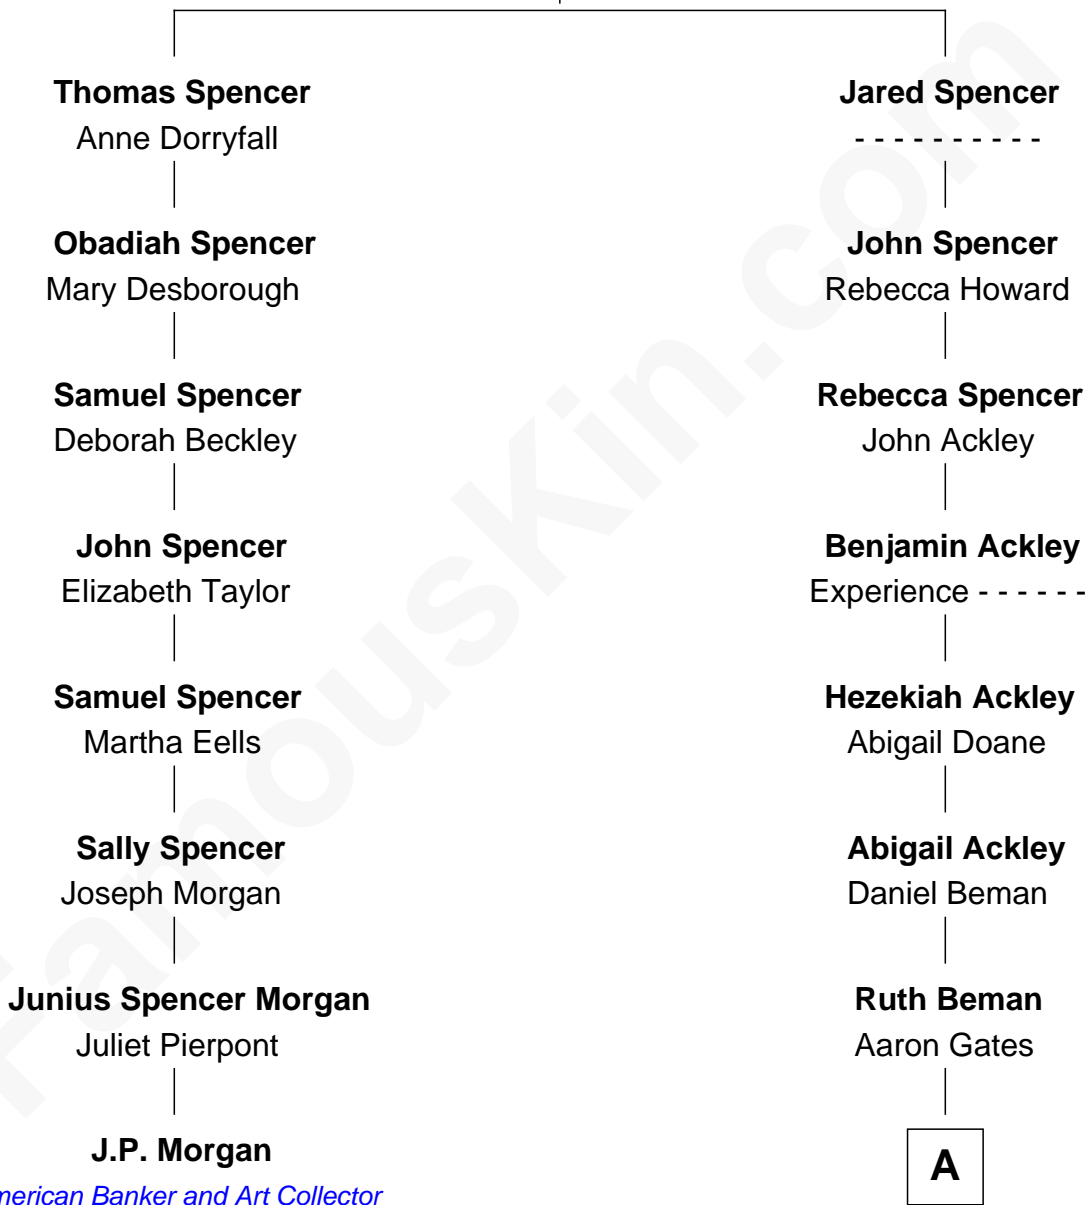 Thomas Spencer
Anne Dorryfall
Obadiah Spencer
Mary Desborough
Samuel Spencer
Deborah Beckley
John Spencer
Elizabeth Taylor
Samuel Spencer
Martha Eells
Sally Spencer
Joseph Morgan
Junius Spencer Morgan
Juliet Pierpont
J.P. Morgan
merican Banker and Art Collector
Jared Spencer
- - - - - - - - - -
John Spencer
Rebecca Howard
Rebecca Spencer
John Ackley
Benjamin Ackley
Experience - - - - - -
Hezekiah Ackley
Abigail Doane
Abigail Ackley
Daniel Beman
Ruth Beman
Aaron Gates
A
FamousKin.com